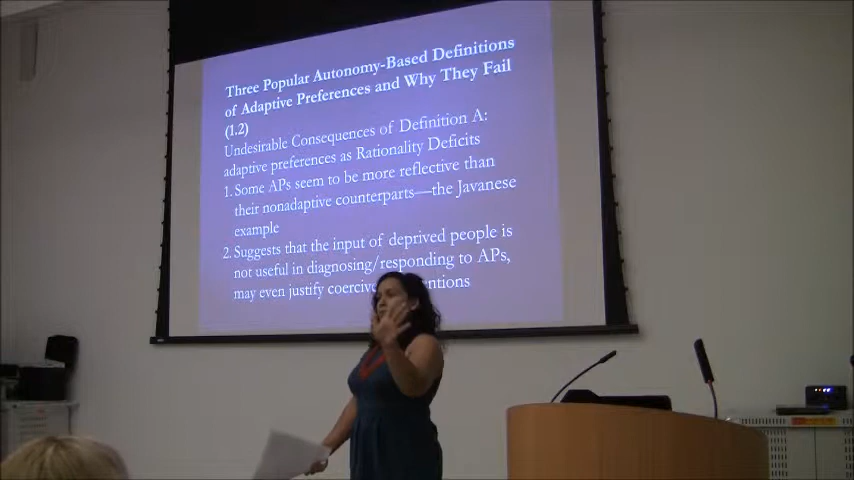 Three Popular Autonomy-Based Definitions
of Adaptive Preferences and Why They Fail
(1.2)
Undesirable Consequences of Definition A:
adaptive preferences as Rationality Deficits
1. Some APs seem to be more reflective than
their nonadaptive counterparts—the Javanese
example
2. Suggests that the input of deprived people is
not useful in diagnosing/responding to APs,
may even justify coercive